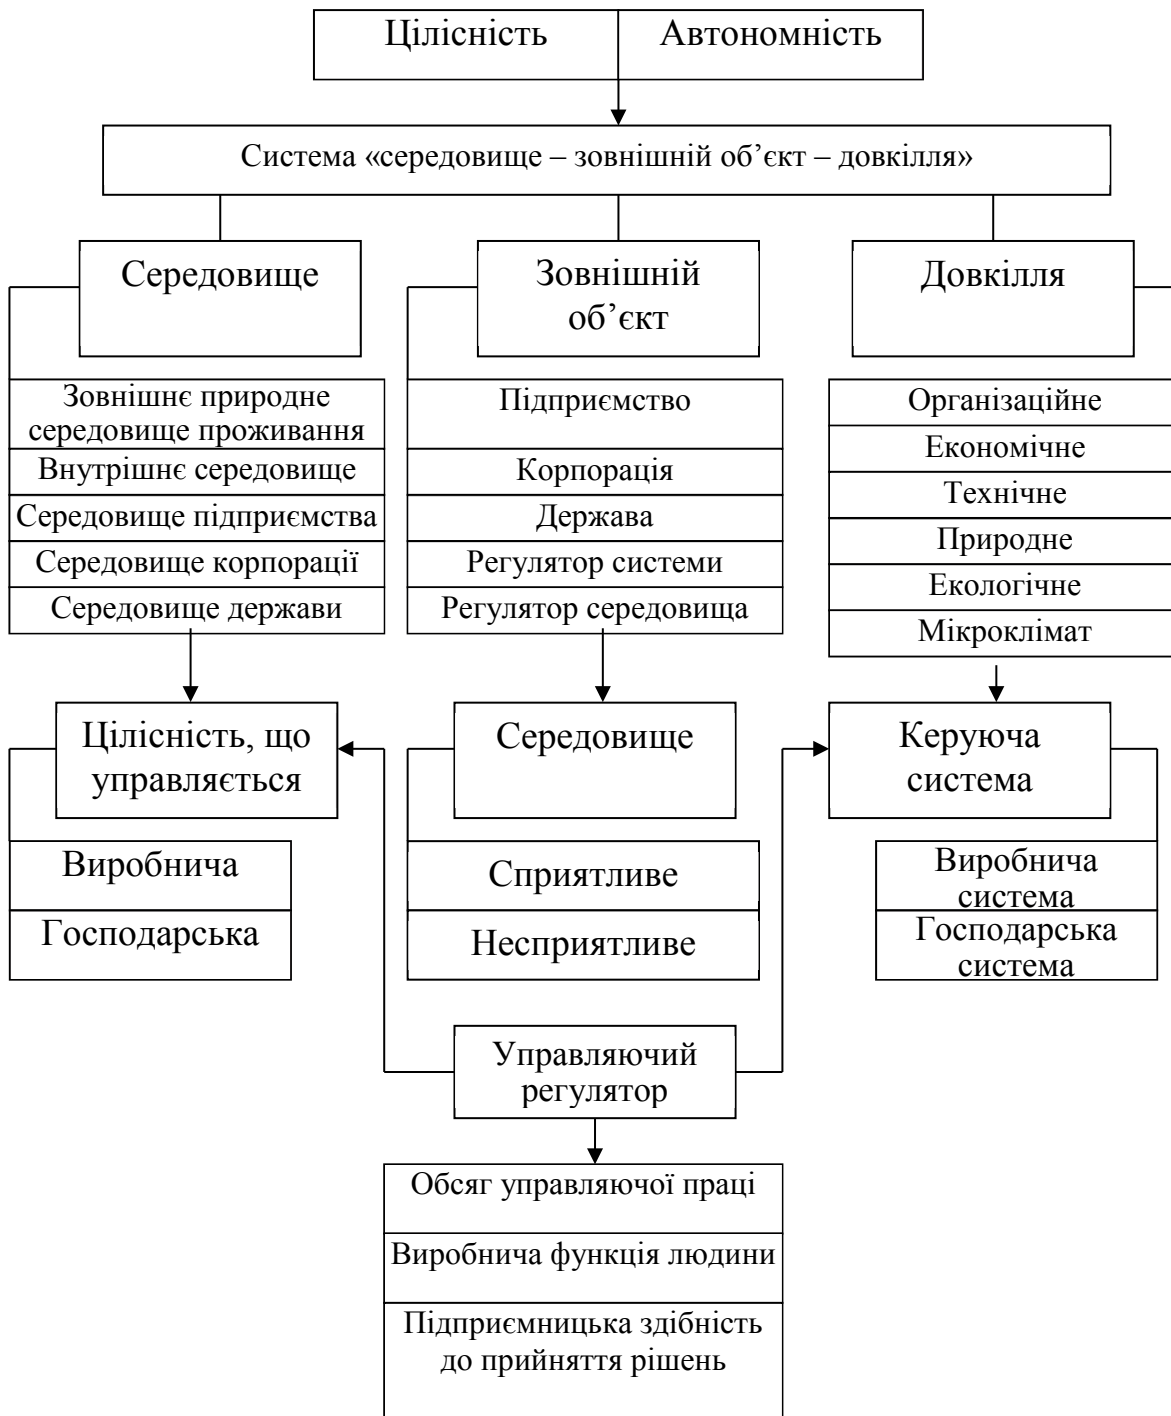 Цілісність
Автономність
Система «середовище – зовнішній об’єкт – довкілля»
Середовище
Зовнішній
об’єкт
Довкілля
Зовнішнє природне
середовище проживання
Внутрішнє середовище
Середовище підприємства
Середовище корпорації
Середовище держави
Підприємство
Корпорація
Держава
Регулятор системи
Регулятор середовища
Організаційне
Економічне
Технічне
Природне
Екологічне
Мікроклімат
Цілісність, що
управляється
Середовище
Керуюча
система
Виробнича
Господарська
Сприятливе
Несприятливе
Виробнича
система
Господарська
система
Управляючий
регулятор
Обсяг управляючої праці
Виробнича функція людини
Підприємницька здібність
до прийняття рішень